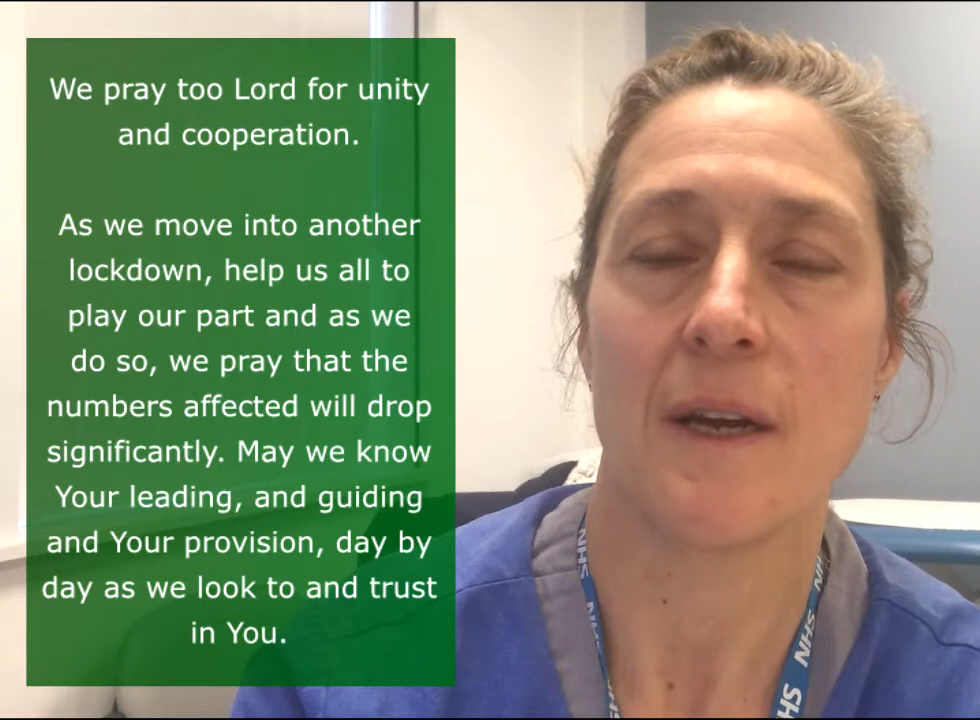 We pray too Lord for unity
and cooperation.
As we move into another
lockdown, help us all to
play our part and as we
do so, we pray that the
numbers affected will drop
significantly. May we know
Your leading, and guiding
and Your provision, day by
day as we look to and trust
in You.
NHS
NHS
NHS
NHS
NHS